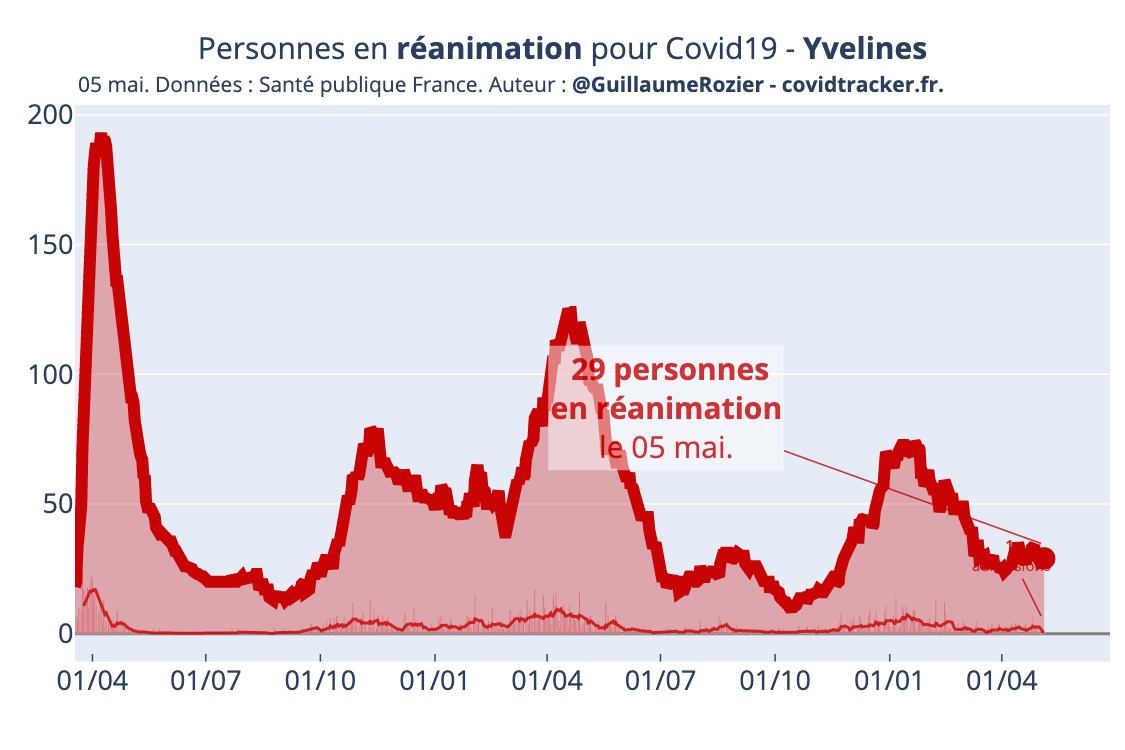 Personnes en réanimation pour Covid19 - Yvelines
05 mai. Données : Santé publique France. Auteur : @GuillaumeRozier - covidtracker.fr.
200
150
100
50
0
29 personnes
en réanimation
le 05 mai.
01/04 01/07 01/10 01/01 01/04 01/07 01/10 01/01 01/04